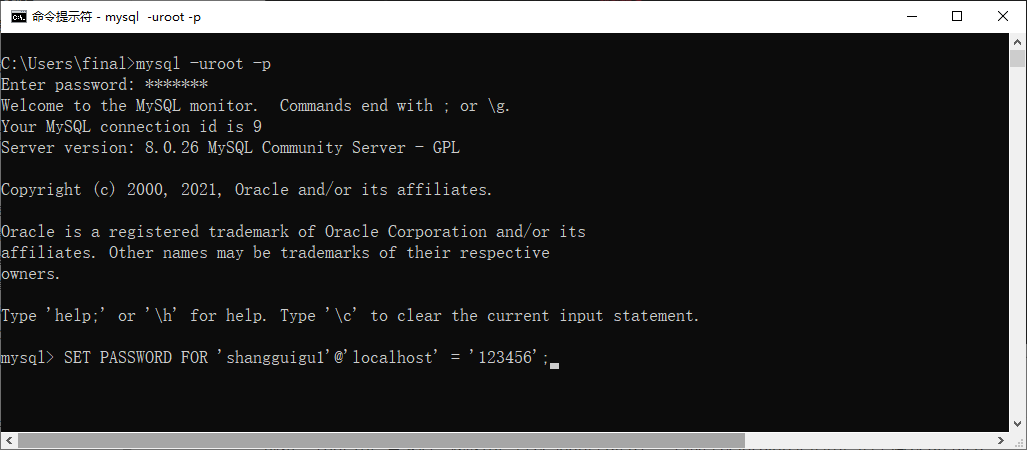 命令提示符 - mysql  -uroot -p
C:\Users\final>mysql -uroot -p
Enter password: *******
Welcome to the MySQL monitor.  Commands end with ; or \g.
Your MySQL connection id is 9
Server version: 8.0.26 MySQL Community Server - GPL
Copyright (c) 2000, 2021, Oracle and/or its affiliates.
Oracle is a registered trademark of Oracle Corporation and/or its
affiliates. Other names may be trademarks of their respective
owners.
Type 'help;' or '\h' for help. Type '\c' to clear the current input statement.
mysql> SET PASSWORD FOR 'shangguigu1'@'localhost' = '123456';